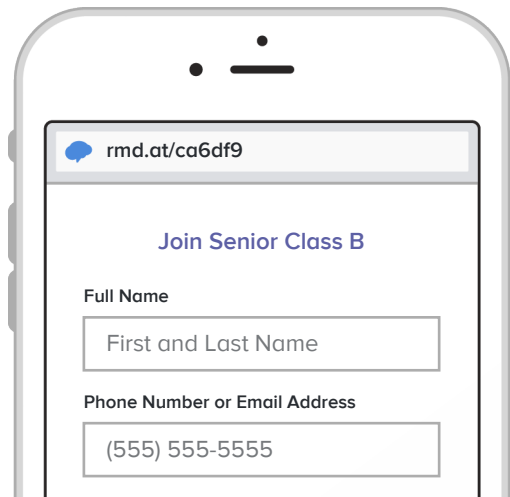 rmd.at/ca6df9
Join Senior Class B
Full Name
First and Last Name
Phone Number or Email Address
(555) 555-5555